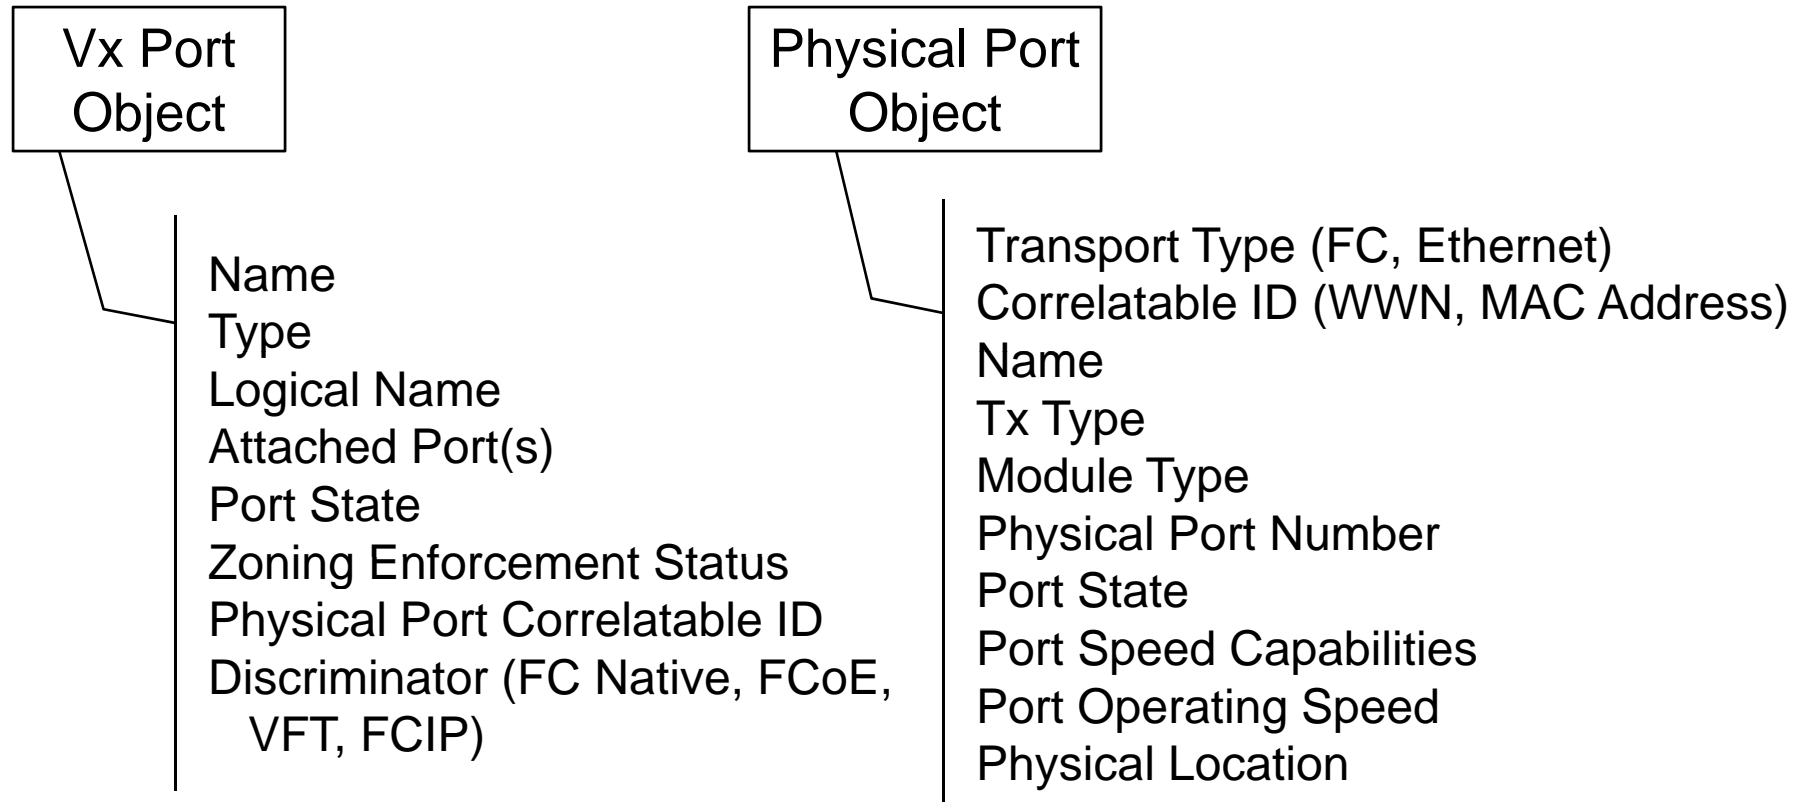 Vx Port
Object
Name
Type
Logical Name
Attached Port(s)
Port State
Zoning Enforcement Status
Physical Port Correlatable ID
Discriminator (FC Native, FCoE,
VFT, FCIP)
Physical Port
Object
Transport Type (FC, Ethernet)
Correlatable ID (WWN, MAC Address)
Name
Tx Type
Module Type
Physical Port Number
Port State
Port Speed Capabilities
Port Operating Speed
Physical Location